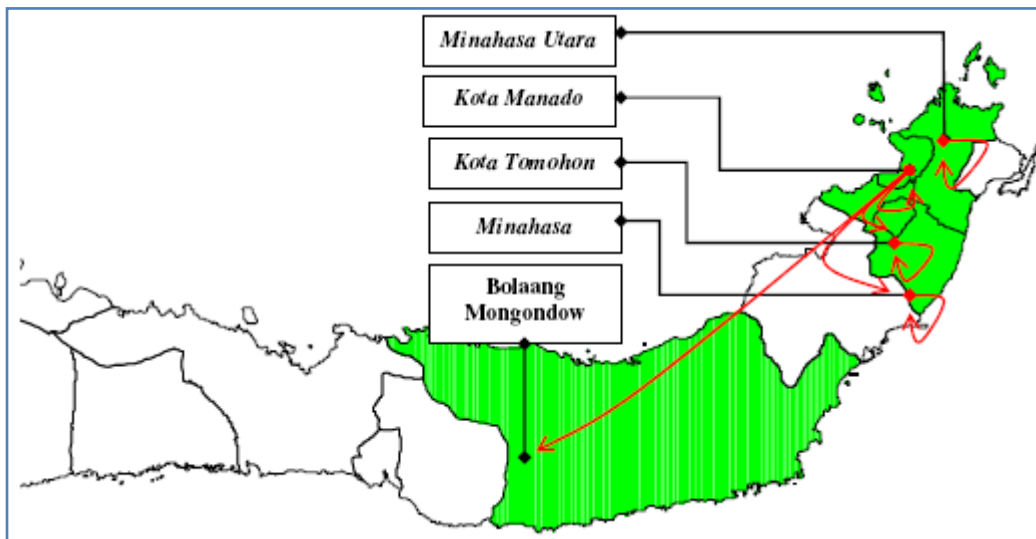 Minahasa Utara
Kota Manado
Kota Tomohon
Minahasa
Bolaang
Mongondow